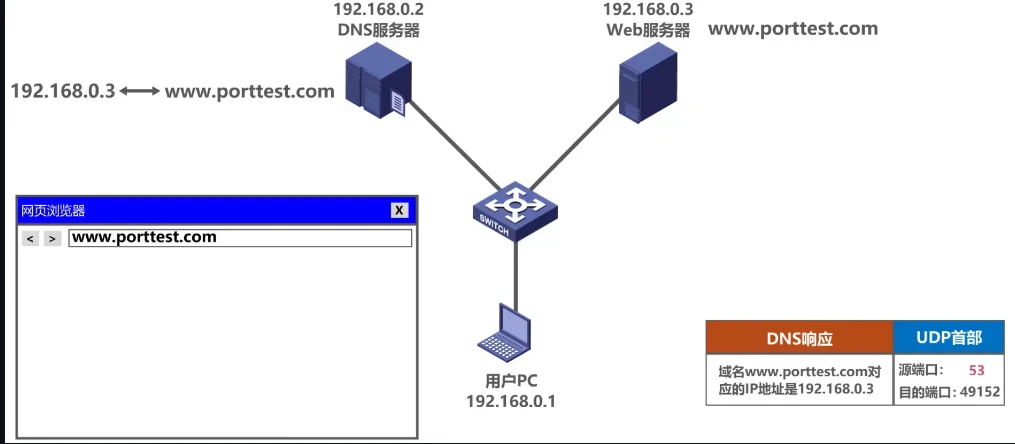 192.168.0.2
DNS服务器
192.168.0.3
Web服务器
www.porttest.com
192.168.0.3
www.porttest.com
网页浏览器
X
< >
www.porttest.com
SWITCH
用户PC
192.168.0.1
DNS响应
UDP首部
域名www.porttest.com对
应的IP地址是192.168.0.3
源端口： 53
目的端口：49152